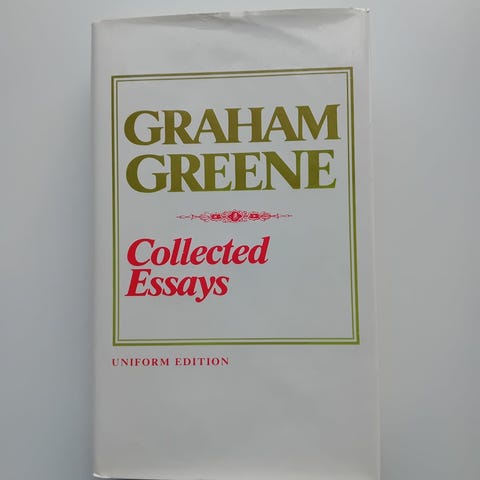 GRAHAM
GREENE
Collected
Essays
UNIFORM EDITION